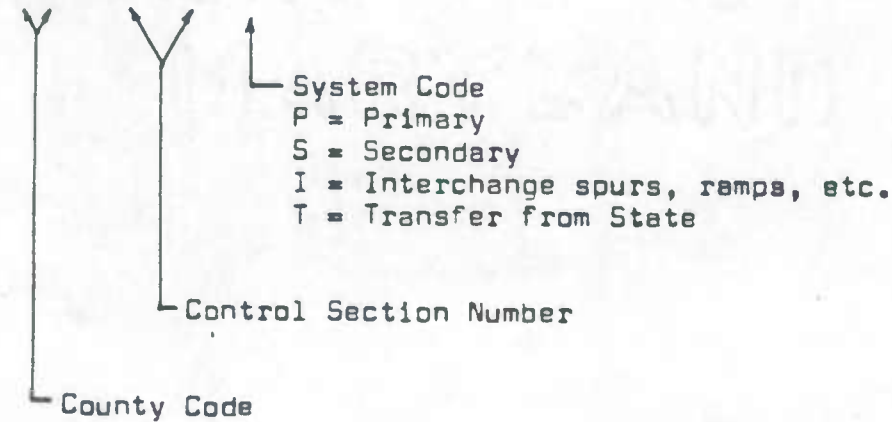 System Code
P = Primary
S = Secondary
I = Interchange spurs, ramps, etc.
T = Transfer from State
Control Section Number
County Code